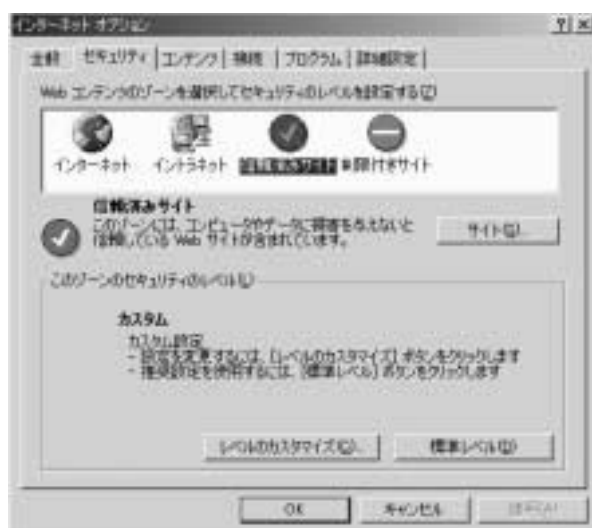 インターネット オプション
全般 セキュリティ コンテンツ 接続 プログラム 詳細設定
Web コンテンツのゾーンを選択してセキュリティのレベルを設定する(Z)
インターネット イントラネット 信頼済みサイト 制限付きサイト
信頼済みサイト
このゾーンには、コンピュータやデータに損害を与えないと
信頼している Web サイトが含まれています。
サイト(S)...
このゾーンのセキュリティのレベル(L)
カスタム
カスタム設定
- 設定を変更するには、[レベルのカスタマイズ] ボタンをクリックします
- 推奨設定を使用するには、[標準レベル] ボタンをクリックします
レベルのカスタマイズ(C)... 標準レベル(D)
OK キャンセル 適用(A)